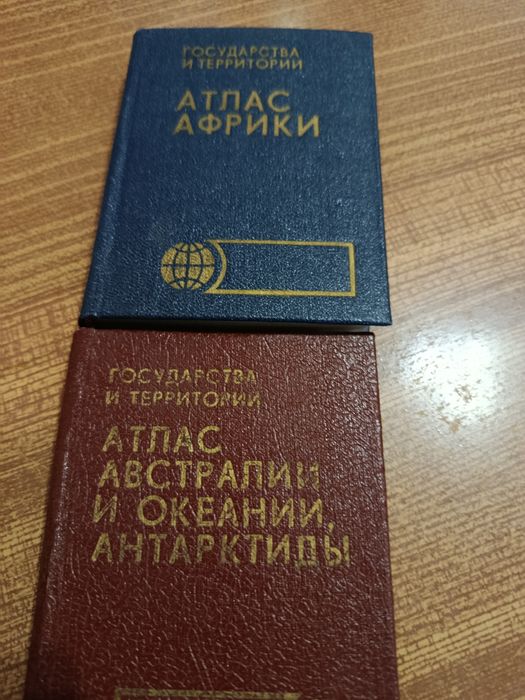 ГОСУДАРСТВА
И ТЕРРИТОРИИ
АТЛАС
АФРИКИ
ГОСУДАРСТВА
И ТЕРРИТОРИИ
АТЛАС
АВСТРАЛИИ
И ОКЕАНИИ,
АНТАРКТИДЫ